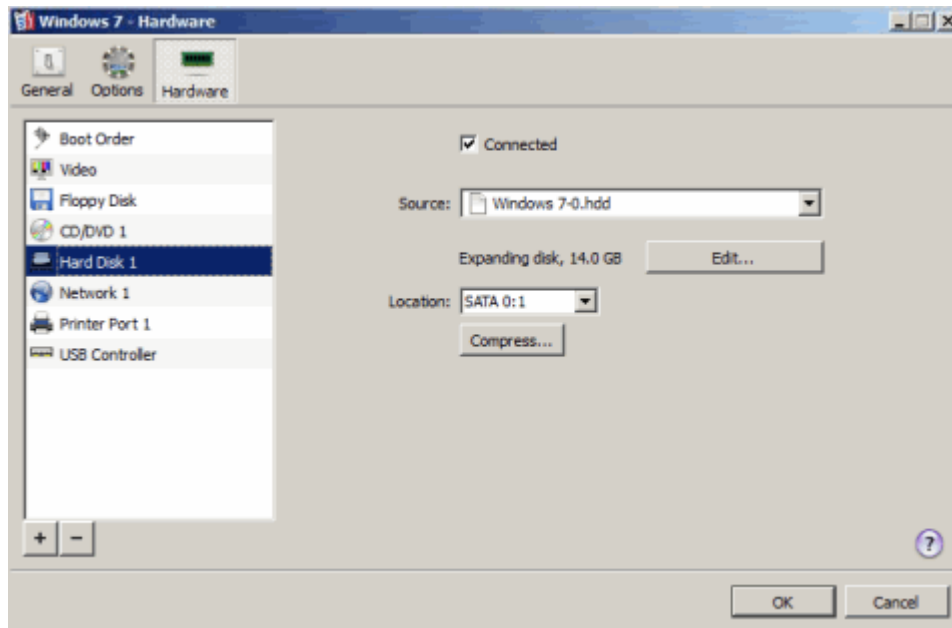 Windows 7 - Hardware
General Options Hardware
Boot Order
Video
Floppy Disk
CD/DVD 1
Hard Disk 1
Network 1
Printer Port 1
USB Controller
Connected
Source: Windows 7-0.hdd
Expanding disk, 14.0 GB Edit...
Location: SATA 0:1
Compress...
+ -
?
OK Cancel